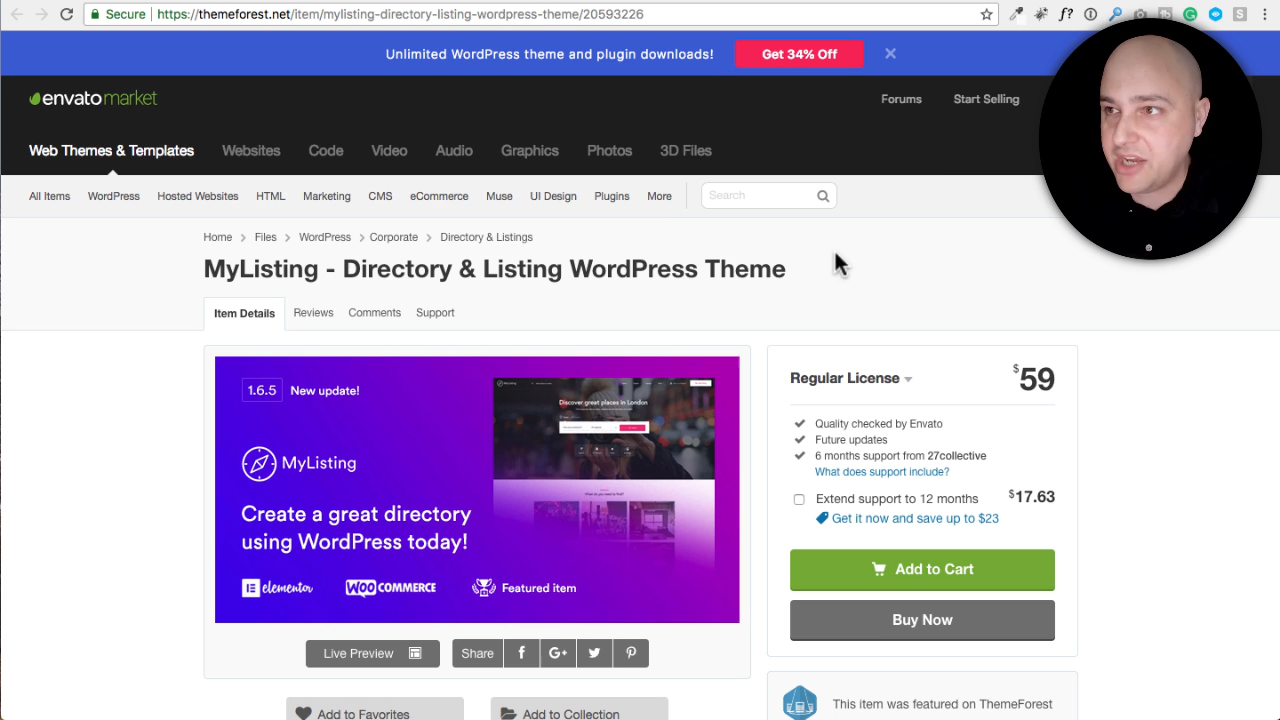 Secure https://themeforest.net/item/mylisting-directory-listing-wordpress-theme/20593226
Unlimited WordPress theme and plugin downloads! Get 34% Off
envatomarket
Forums Start Selling
Web Themes & Templates Websites Code Video Audio Graphics Photos 3D Files
All Items WordPress Hosted Websites HTML Marketing CMS eCommerce Muse UI Design Plugins More Search
Home Files WordPress Corporate Directory & Listings
MyListing - Directory & Listing WordPress Theme
Item Details Reviews Comments Support
1.6.5 New update!
MyListing
Create a great directory
using WordPress today!
elementor WOO COMMERCE Featured item
Discover great places in London
Live Preview Share f G+
Add to Favorites Add to Collection
Regular License $59
Quality checked by Envato
Future updates
6 months support from 27collective
What does support include?
Extend support to 12 months $17.63
Get it now and save up to $23
Add to Cart
Buy Now
This item was featured on ThemeForest